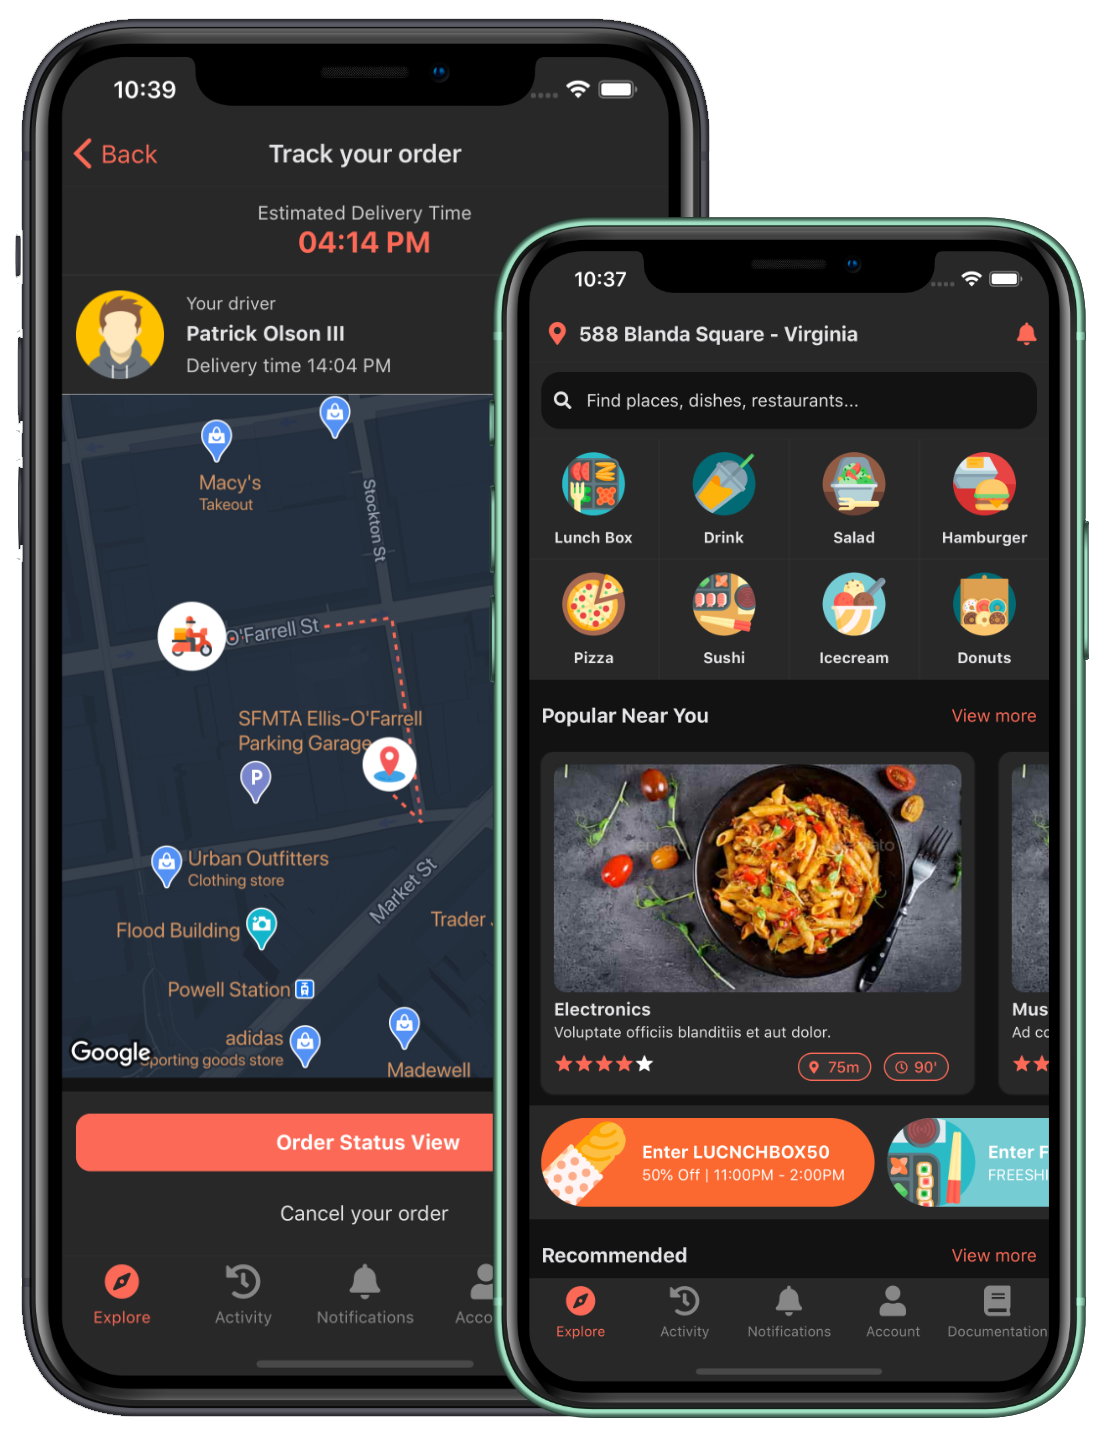 10:39
Back
Track your order
Estimated Delivery Time
04:14 PM
Your driver
Patrick Olson III
Delivery time 14:04 PM
Macy's
Takeout
Stockton St
O'Farrell St
SFMTA Ellis-O'Farrell
Parking Garage
P
Urban Outfitters
Clothing store
Market St
Flood Building
Trader
Powell Station
adidas
porting goods store
Google
Madewell
Order Status View
Cancel your order
Explore
Activity
Notifications
Acco
10:37
588 Blanda Square - Virginia
Find places, dishes, restaurants...
Lunch Box
Drink
Salad
Hamburger
Pizza
Sushi
Icecream
Donuts
Popular Near You
View more
envato
Electronics
Voluptate officiis blanditiis et aut dolor.
75m
90'
Mus
Ad co
Enter LUCNCHBOX50
50% Off | 11:00PM - 2:00PM
Enter F
FREESHI
Recommended
View more
Explore
Activity
Notifications
Account
Documentation